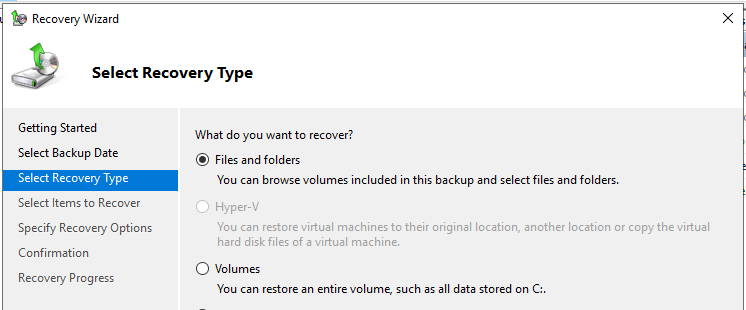 Recovery Wizard
Select Recovery Type
Getting Started
Select Backup Date
Select Recovery Type
Select Items to Recover
Specify Recovery Options
Confirmation
Recovery Progress
What do you want to recover?
Files and folders
You can browse volumes included in this backup and select files and folders.
Hyper-V
You can restore virtual machines to their original location, another location or copy the virtual
hard disk files of a virtual machine.
Volumes
You can restore an entire volume, such as all data stored on C:.